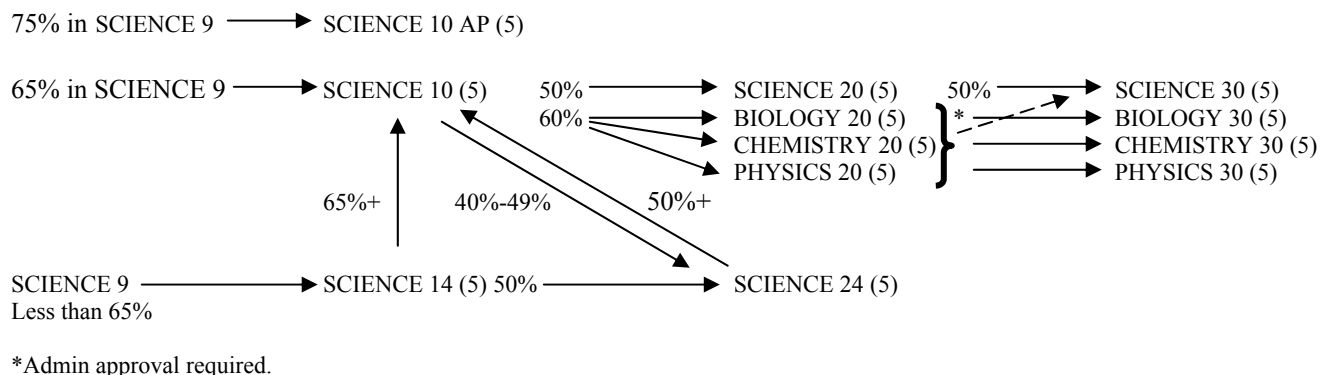 75% in SCIENCE 9 SCIENCE 10 AP (5)
65% in SCIENCE 9 SCIENCE 10 (5) 50% SCIENCE 20 (5) 50% SCIENCE 30 (5)
60% BIOLOGY 20 (5) * BIOLOGY 30 (5)
CHEMISTRY 20 (5) CHEMISTRY 30 (5)
PHYSICS 20 (5) PHYSICS 30 (5)
65%+ 40%-49% 50%+
SCIENCE 9 SCIENCE 14 (5) 50% SCIENCE 24 (5)
Less than 65%
*Admin approval required.